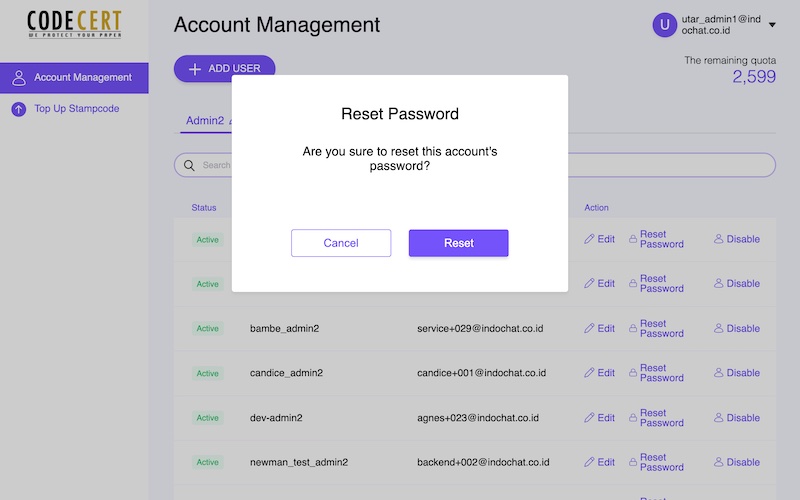 CODECERT
WE PROTECT YOUR PAPER
Account Management
Top Up Stampcode
Account Management
U
utar_admin1@ind
ochat.co.id
ADD USER
The remaining quota
2,599
Admin2
Search
Reset Password
Are you sure to reset this account's
password?
Cancel
Reset
Status
Action
Active
Edit
Reset
Password
Disable
Active
Edit
Reset
Password
Disable
Active
bambe_admin2
service+029@indochat.co.id
Edit
Reset
Password
Disable
Active
candice_admin2
candice+001@indochat.co.id
Edit
Reset
Password
Disable
Active
dev-admin2
agnes+023@indochat.co.id
Edit
Reset
Password
Disable
Active
newman_test_admin2
backend+002@indochat.co.id
Edit
Reset
Password
Disable